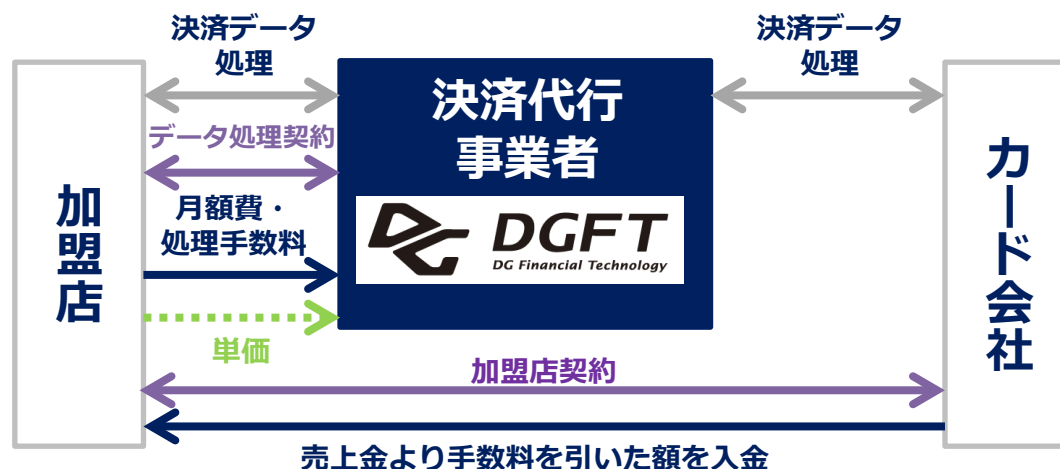 決済データ
処理
決済データ
処理
決済代行
事業者
DGFT
DG Financial Technology
データ処理契約
月額費・
処理手数料
単価
加盟店
カード会社
加盟店契約
売上金より手数料を引いた額を入金